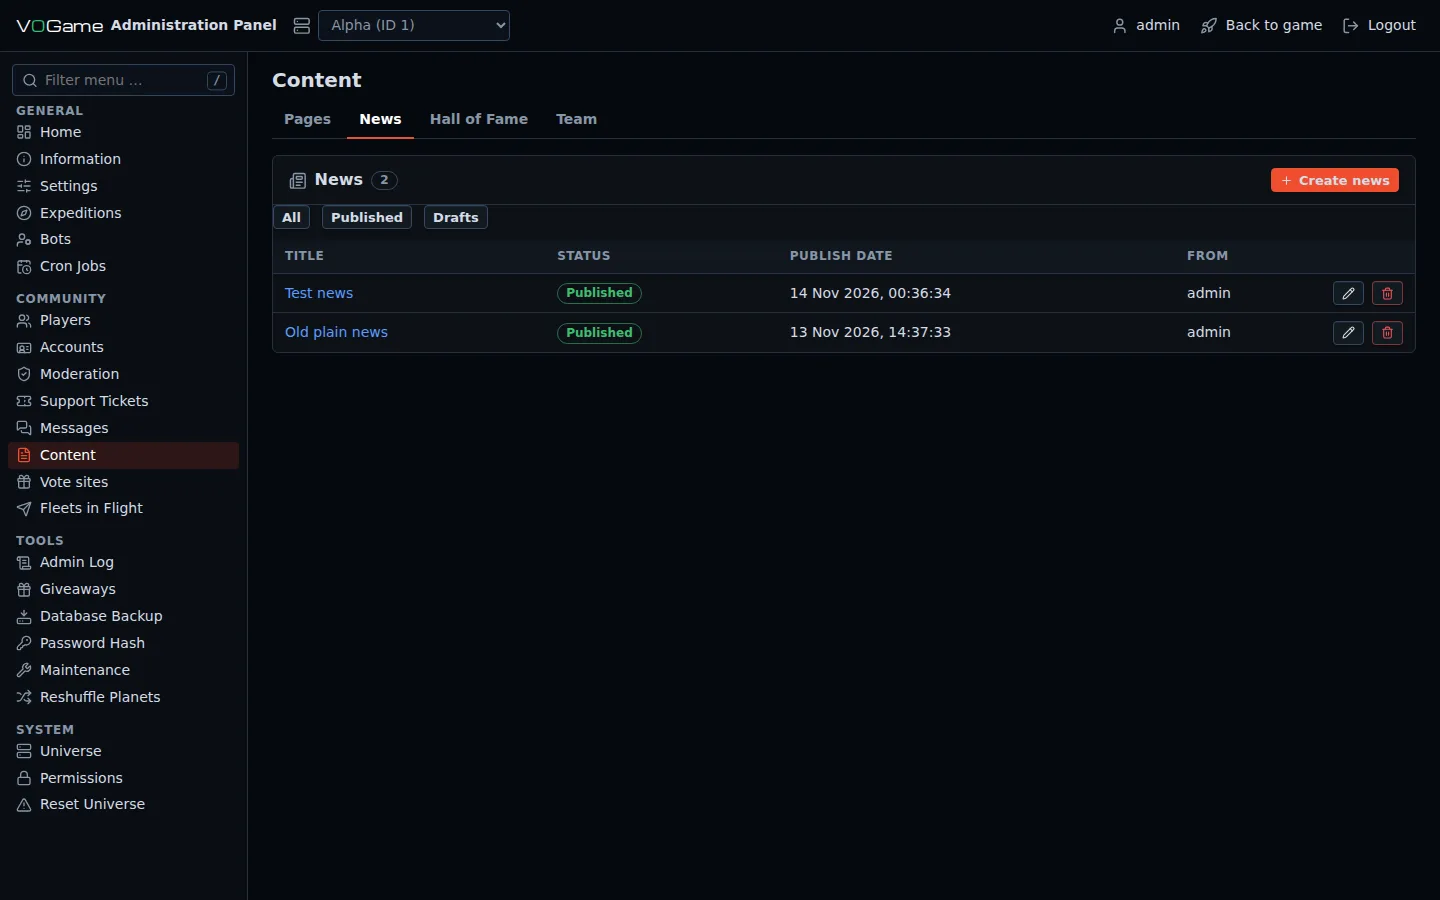 VOGame Administration Panel
Alpha (ID 1)
admin
Back to game
Logout
Filter menu ...
/
GENERAL
Home
Information
Settings
Expeditions
Bots
Cron Jobs
COMMUNITY
Players
Accounts
Moderation
Support Tickets
Messages
Content
Vote sites
Fleets in Flight
TOOLS
Admin Log
Giveaways
Database Backup
Password Hash
Maintenance
Reshuffle Planets
SYSTEM
Universe
Permissions
Reset Universe
Content
Pages News Hall of Fame Team
News 2
+ Create news
All Published Drafts
TITLE STATUS PUBLISH DATE FROM
Test news Published 14 Nov 2026, 00:36:34 admin
Old plain news Published 13 Nov 2026, 14:37:33 admin